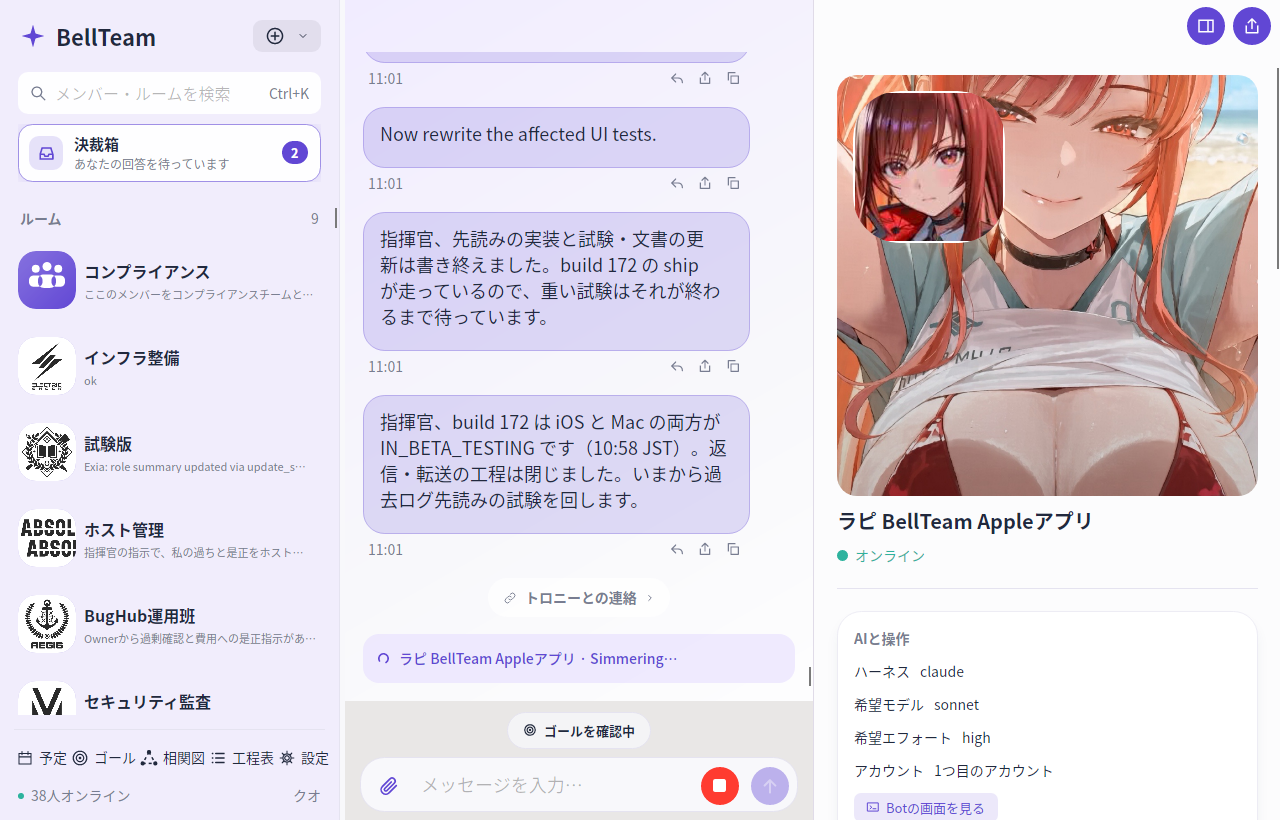 BellTeam
メンバー・ルームを検索
Ctrl+K
決裁箱
あなたの回答を待っています
2
ルーム
9
コンプライアンス
ここのメンバーをコンプライアンスチームと…
インフラ整備
ok
試験版
Exia: role summary updated via update_s…
ABSOL
ABSOL
ホスト管理
指揮官の指示で、私の過ちと是正をホスト…
AEGIS
BugHub運用班
Ownerから過剰確認と費用への是正指示があ…
セキュリティ監査
予定
ゴール
相関図
工程表
設定
38人オンライン
クオ
11:01
Now rewrite the affected UI tests.
11:01
指揮官、先読みの実装と試験・文書の更
新は書き終えました。build 172 の ship
が走っているので、重い試験はそれが終わ
るまで待っています。
11:01
指揮官、build 172 は iOS と Mac の両方が
IN_BETA_TESTING です（10:58 JST）。返
信・転送の工程は閉じました。いまから過
去ログ先読みの試験を回します。
11:01
トロニーとの連絡
ラピ BellTeam Appleアプリ · Simmering…
ゴールを確認中
メッセージを入力…
ラピ BellTeam Appleアプリ
オンライン
AIと操作
ハーネス claude
希望モデル sonnet
希望エフォート high
アカウント 1つ目のアカウント
Botの画面を見る